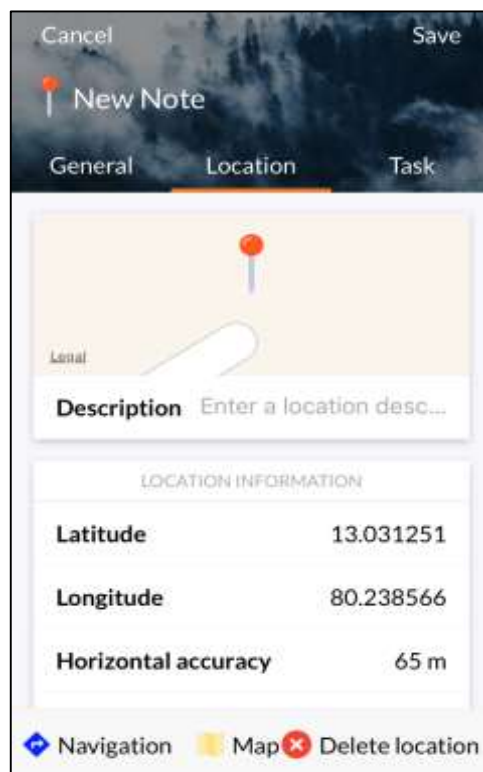 Cancel Save
New Note
General Location Task
Legal
Description Enter a location desc...
LOCATION INFORMATION
Latitude 13.031251
Longitude 80.238566
Horizontal accuracy 65 m
Navigation Map Delete location